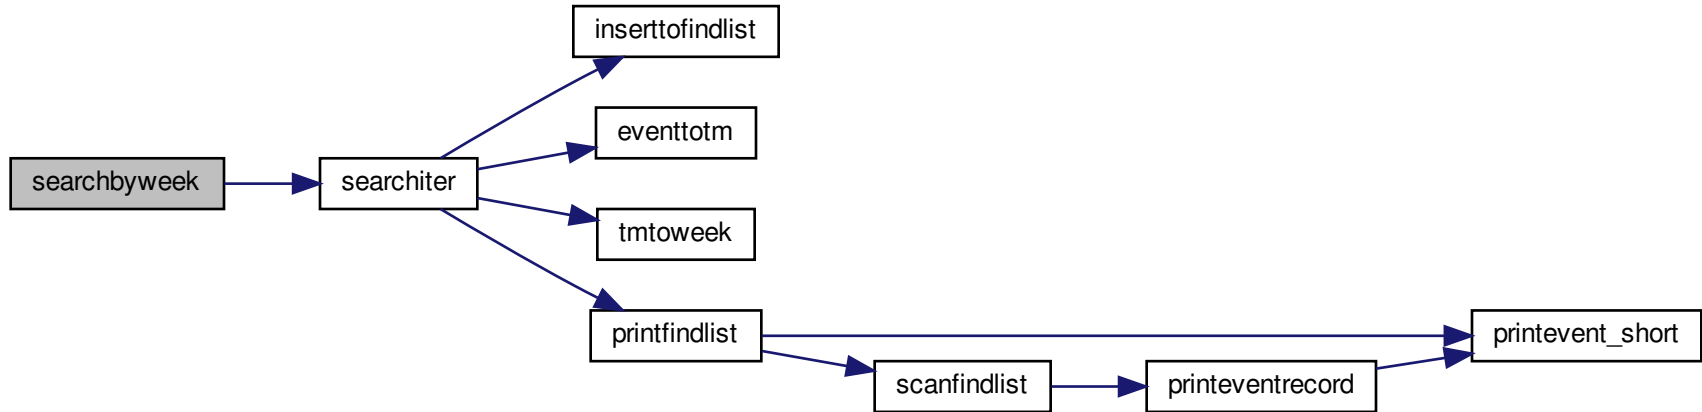 inserttofindlist
eventtotm
searchbyweek
searchiter
tmtoweek
printfindlist
printevent_short
scanfindlist
printeventrecord